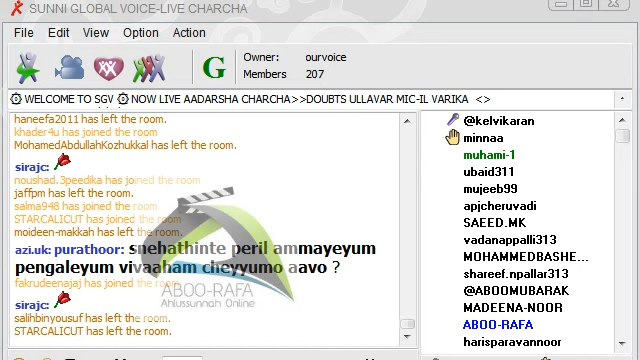 SUNNI GLOBAL VOICE-LIVE CHARCHA
File Edit View Option Action
G
Owner: ourvoice
Members 207
WELCOME TO SGV NOW LIVE AADARSHA CHARCHA>>DOUBTS ULLAVAR MIC-IL VARIKA <>
haneefa2011 has left the room.
khader4u has joined the room
MohamedAbdullahKozhukkal has left the room.
sirajc:
noushad.3peedika has joined the room
jaffpm has left the room.
salma948 has joined the room
STARCALICUT has joined the room
moideen-makkah has left the room.
azi.uk: purathoor: snehathinte peril ammayeyum
pengaleyum vivaaham cheyyumo aavo ?
fakrudeenajaj has joined the room
sirajc:
salihbinyousuf has left the room.
STARCALICUT has left the room.
ABOO-RAFA
Ahlussunnah Online
@kelvikaran
minnaa
muhami-1
ubaid311
mujeeb99
apjcheruvadi
SAEED.MK
vadanappalli313
MOHAMMEDBASHE...
shareef.npallar313
@ABOOMUBARAK
MADEENA-NOOR
ABOO-RAFA
harisparavannoor